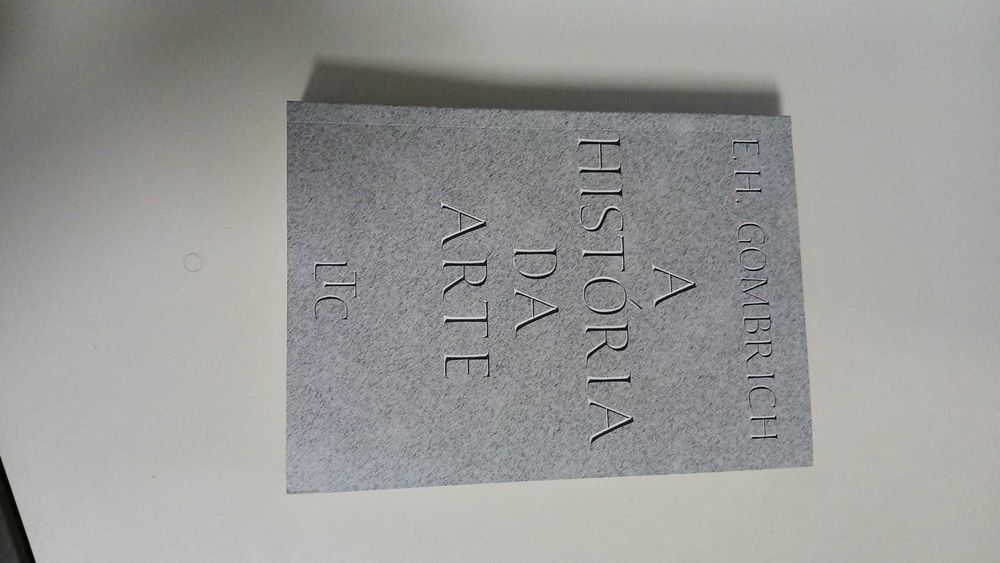 E.H. GOMBRICH
A
HISTÓRIA
DA
ARTE
LTC